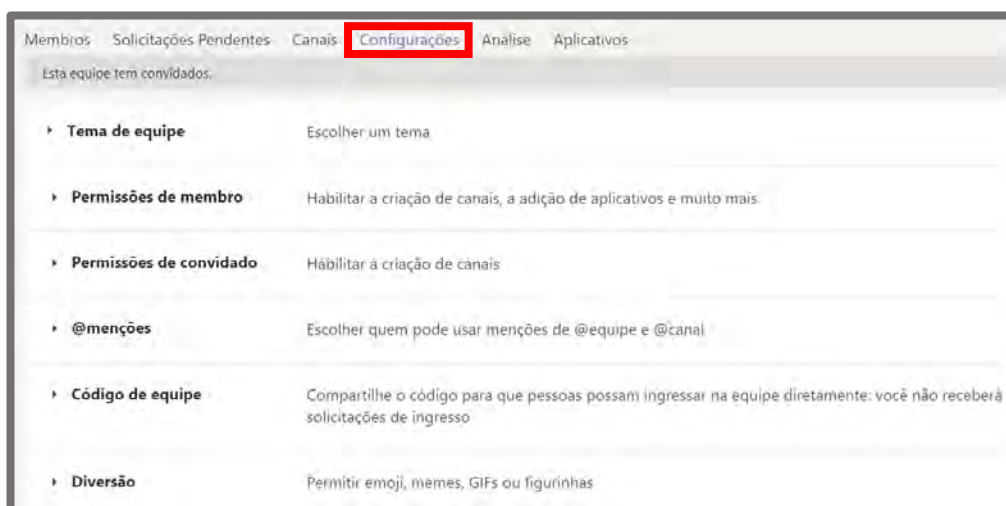 Membros Solicitações Pendentes Canais Configurações Analise Aplicativos
Esta equipe tem convidados.
Tema de equipe Escolher um tema
Permissões de membro Habilitar a criação de canais, a adição de aplicativos e muito mais
Permissões de convidado Habilitar a criação de canais
@menções Escolher quem pode usar menções de @equipe e @canal
Código de equipe Compartilhe o código para que pessoas possam ingressar na equipe diretamente: você não receberá
solicitações de ingresso
Diversão Permitir emoji, memes, GIFs ou figurinhas